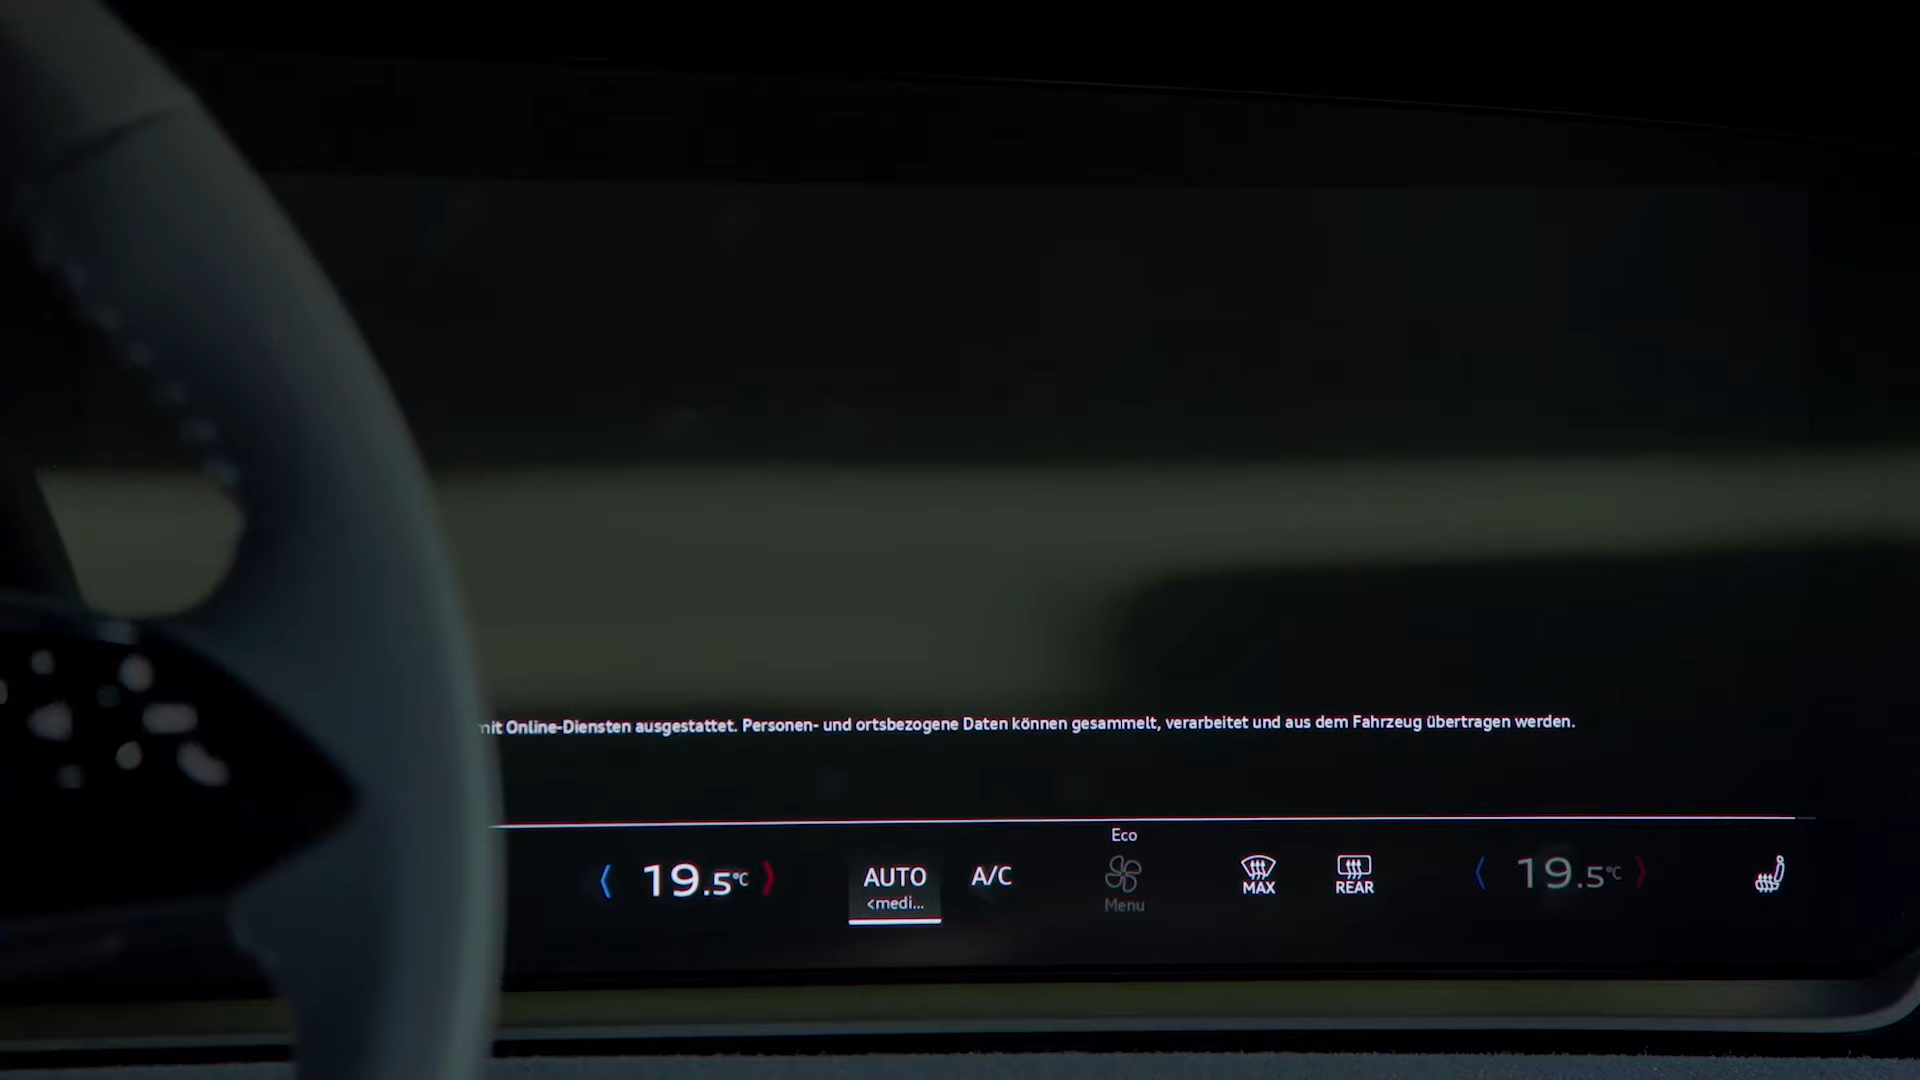 mit Online-Diensten ausgestattet. Personen- und ortsbezogene Daten können gesammelt, verarbeitet und aus dem Fahrzeug übertragen werden.
Eco
19.5°C
AUTO
A/C
MAX
REAR
19.5°C
<medi...
Menu